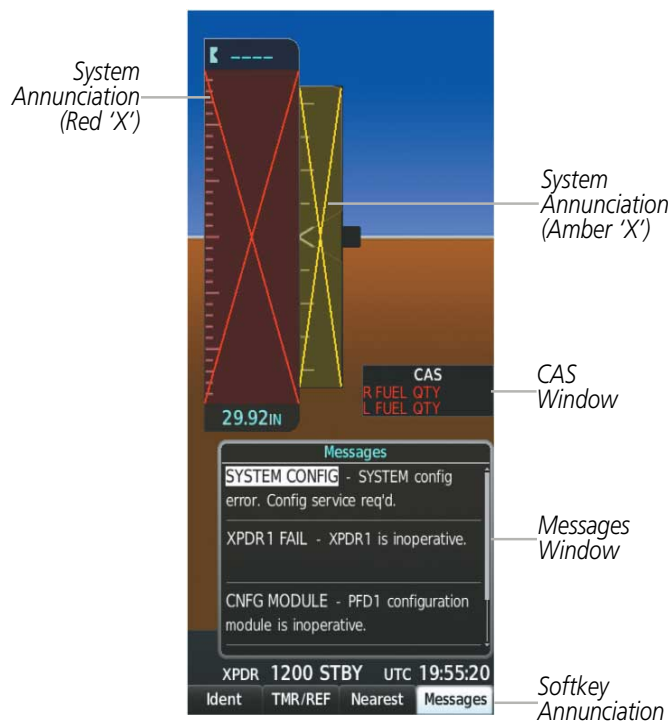 System
Annunciation
(Red ‘X’)
– – – –
System
Annunciation
(Amber ‘X’)
CAS
R FUEL QTY
L FUEL QTY
CAS
Window
29.92IN
Messages
SYSTEM CONFIG - SYSTEM config
error. Config service req'd.
XPDR1 FAIL - XPDR1 is inoperative.
CNFG MODULE - PFD1 configuration
module is inoperative.
Messages
Window
XPDR 1200 STBY UTC 19:55:20
Ident TMR/REF Nearest Messages
Softkey
Annunciation